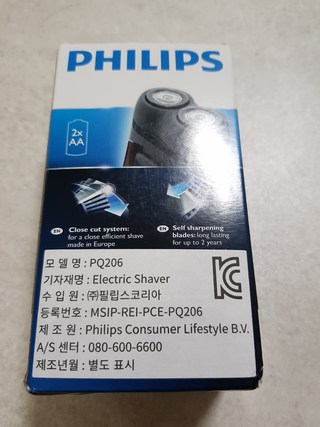 PHILIPS
2x
AA
EN Close cut system:
for a close efficient shave
made in Europe
EN Self sharpening
blades: long lasting
for up to 2 years
모 델 명 : PQ206
기자재명 : Electric Shaver
수 입 원 : ㈜필립스코리아
등록번호 : MSIP-REI-PCE-PQ206
제 조 원 : Philips Consumer Lifestyle B.V.
A/S 센터 : 080-600-6600
제조년월 : 별도 표시